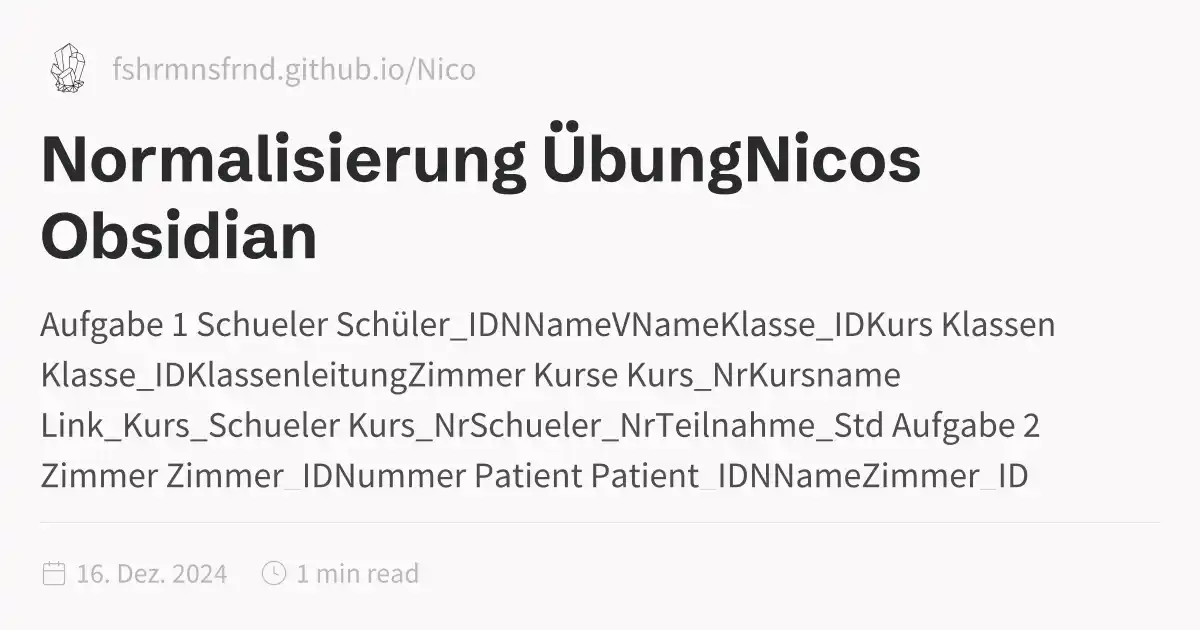 fshrmnsfrnd.github.io/Nico
Normalisierung ÜbungNicos
Obsidian
Aufgabe 1 Schueler Schüler_IDNNameVNameKlasse_IDKurs Klassen
Klasse_IDKlassenleitungZimmer Kurse Kurs_NrKursname
Link_Kurs_Schueler Kurs_NrSchueler_NrTeilnahme_Std Aufgabe 2
Zimmer Zimmer_IDNummer Patient Patient_IDNNameZimmer_ID
16. Dez. 2024 1 min read